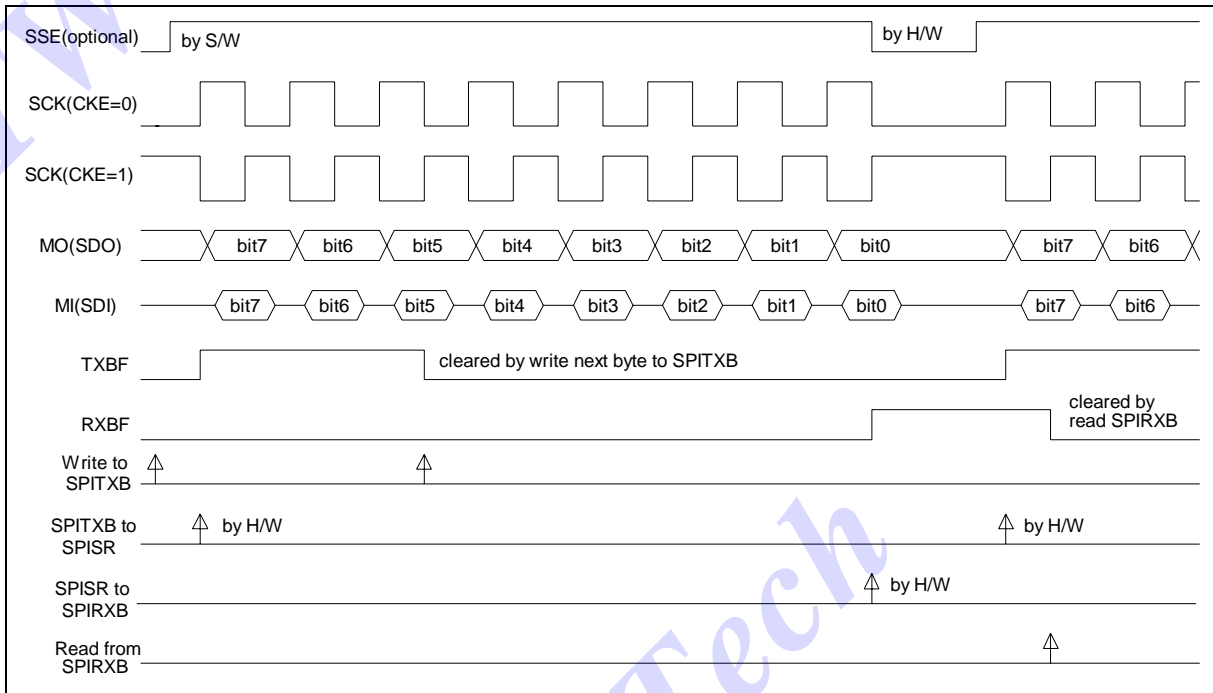 SSE(optional)
by S/W
by H/W
SCK(CKE=0)
SCK(CKE=1)
MO(SDO)
bit7 bit6 bit5 bit4 bit3 bit2 bit1 bit0 bit7 bit6
MI(SDI)
bit7 bit6 bit5 bit4 bit3 bit2 bit1 bit0 bit7 bit6
TXBF
cleared by write next byte to SPITXB
RXBF
cleared by
read SPIRXB
Write to
SPITXB
SPITXB to
SPISR
by H/W
by H/W
SPISR to
SPIRXB
by H/W
Read from
SPIRXB
Tech